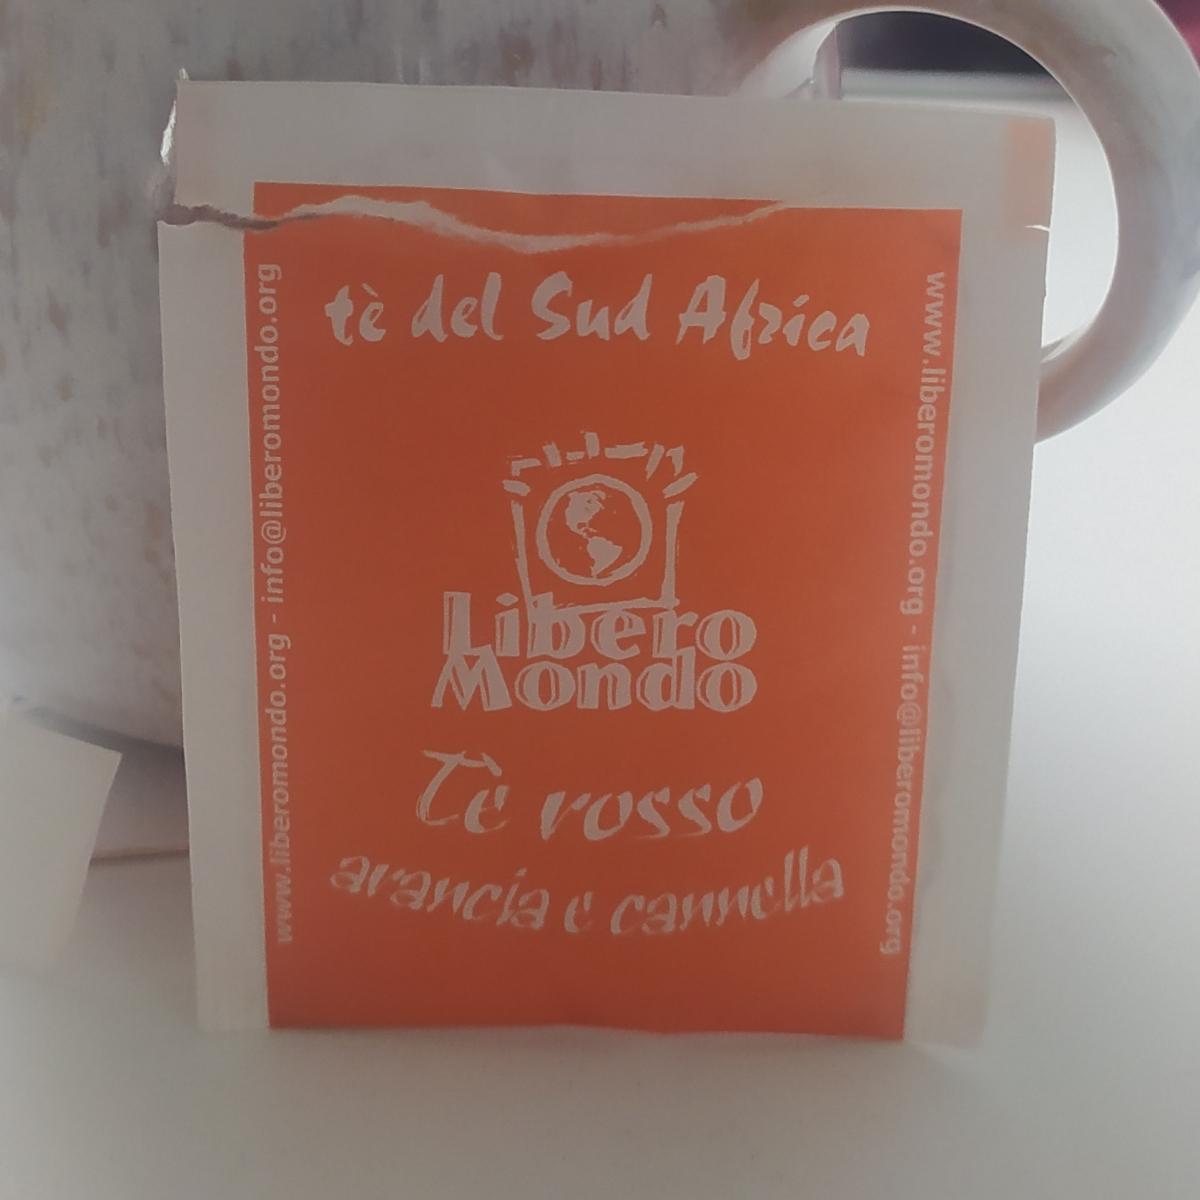 tè del Sud Africa
www.liberomondo.org - info@liberomondo.org
www.liberomondo.org - info@liberomondo.org
Libero
Mondo
Tè rosso
arancia e cannella